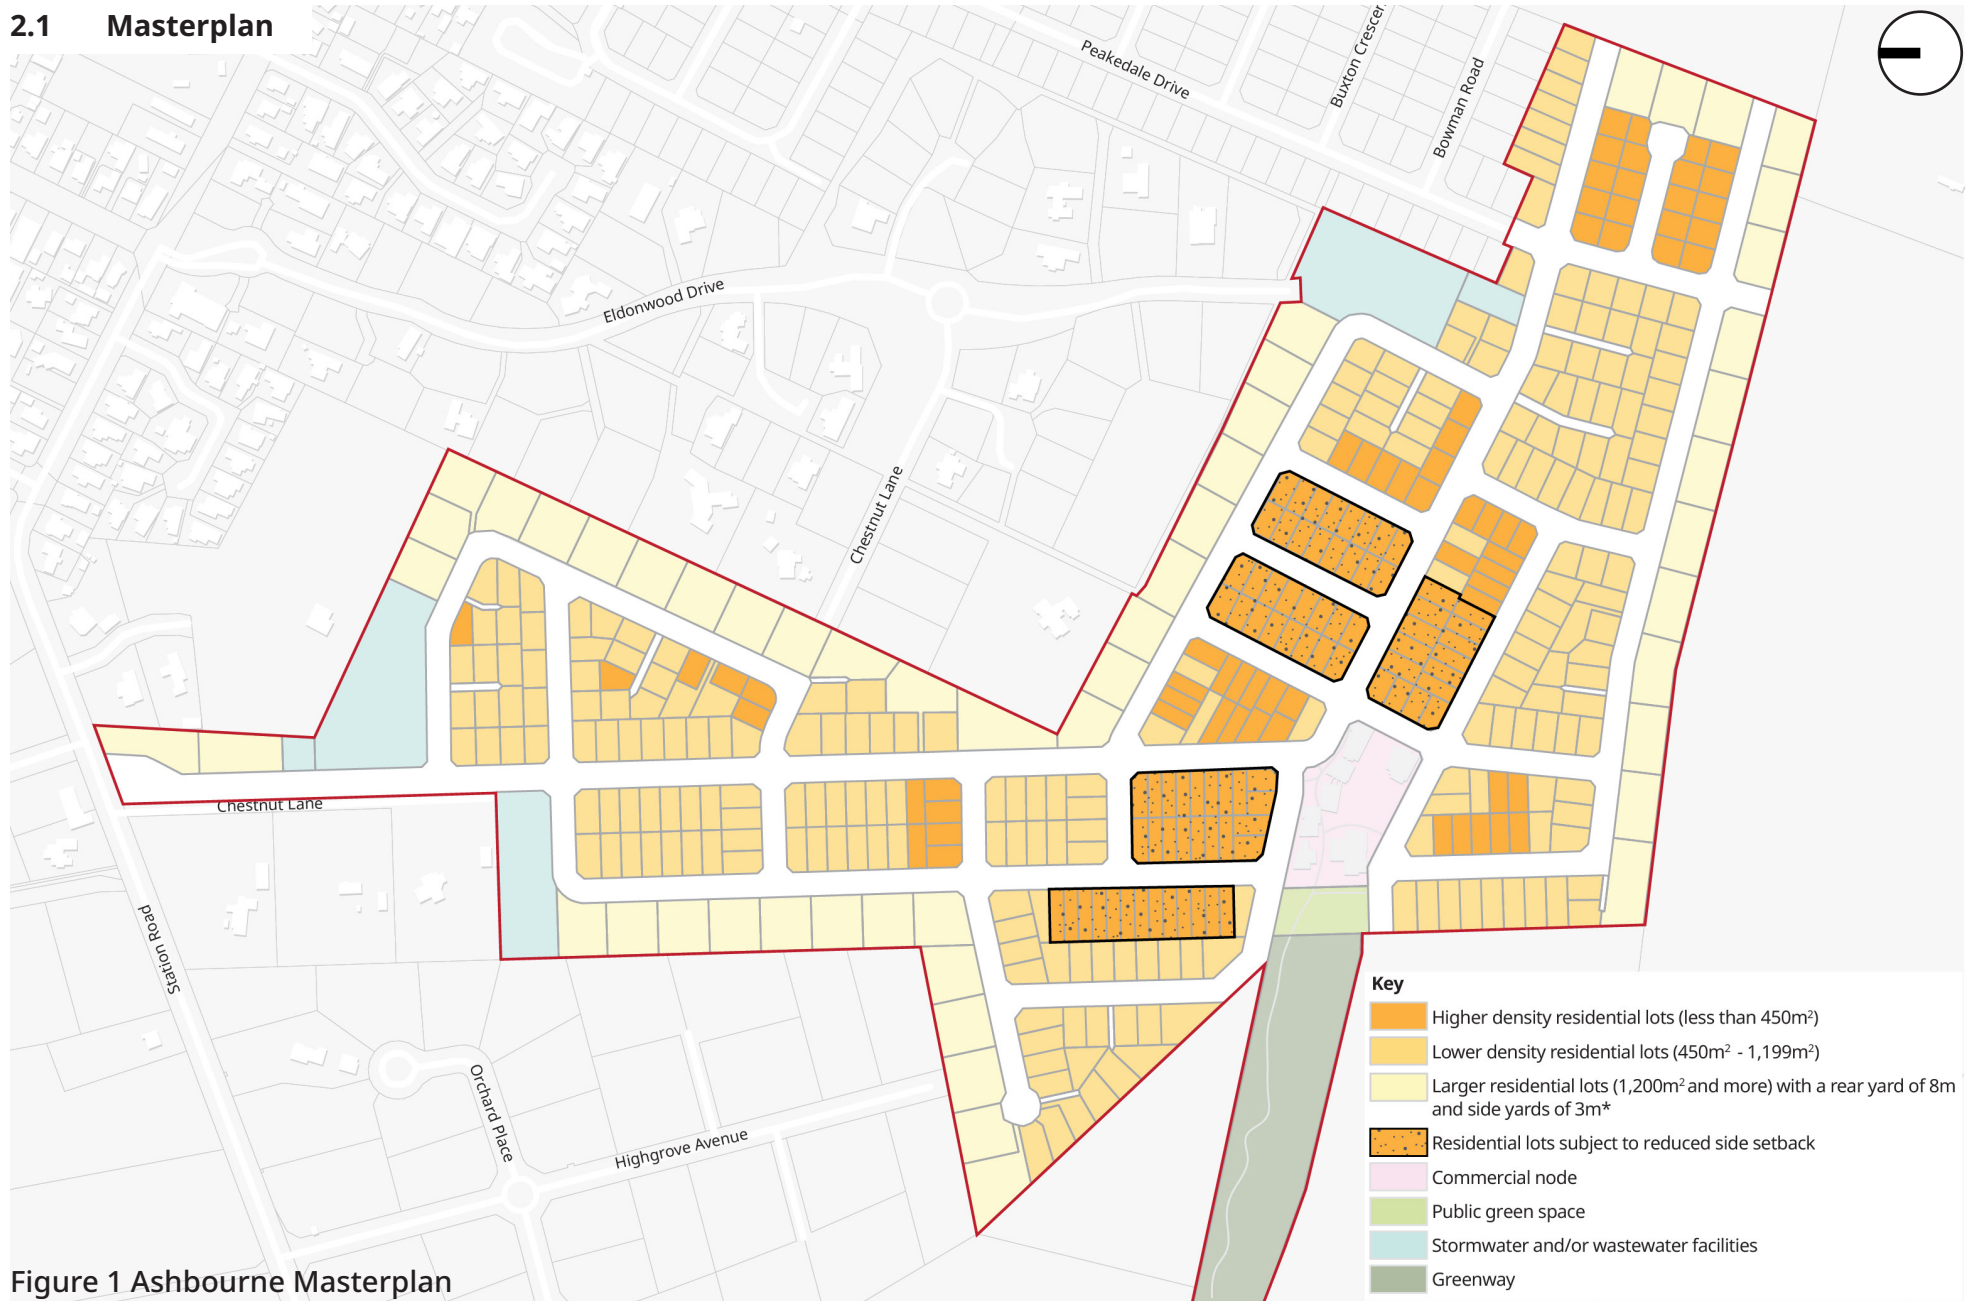 2.1 Masterplan
Peakedale Drive
Buxton Crescen
Bowman Road
Eldonwood Drive
Chestnut Lane
Chestnut Lane
Station Road
Orchard Place
Highgrove Avenue
Key
Higher density residential lots (less than 450m²)
Lower density residential lots (450m² - 1,199m²)
Larger residential lots (1,200m² and more) with a rear yard of 8m
and side yards of 3m*
Residential lots subject to reduced side setback
Commercial node
Public green space
Stormwater and/or wastewater facilities
Greenway
Figure 1 Ashbourne Masterplan